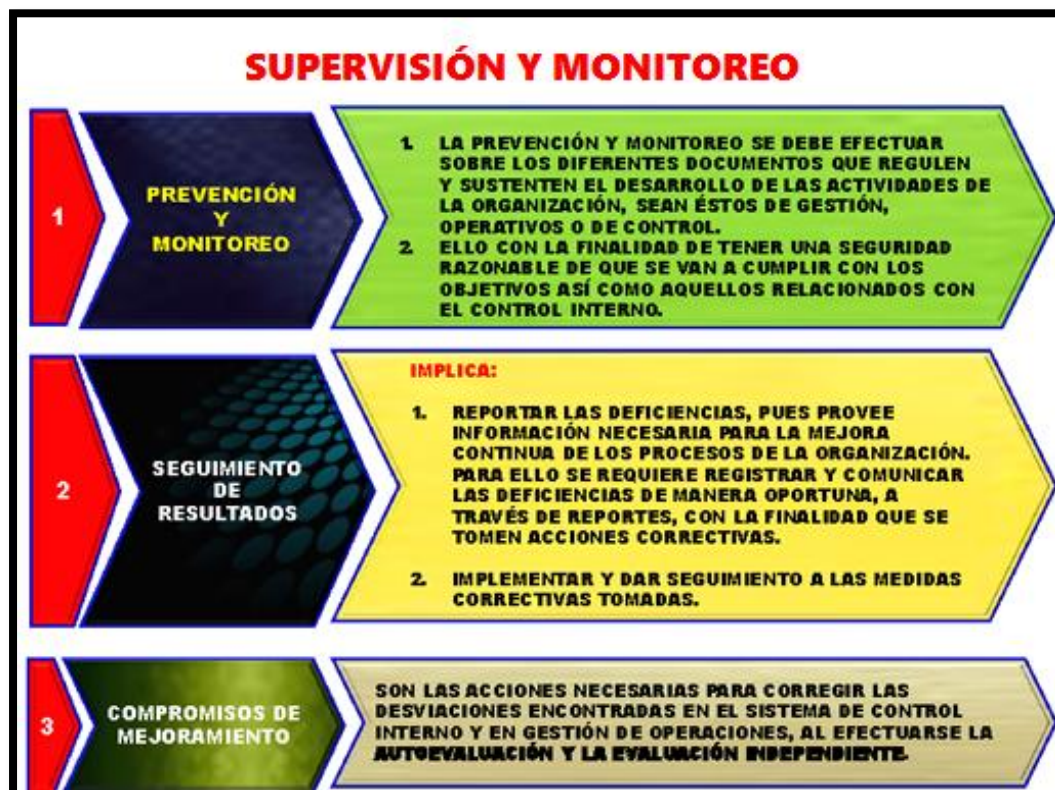 SUPERVISIÓN Y MONITOREO
1
PREVENCIÓN
Y
MONITOREO
1. LA PREVENCIÓN Y MONITOREO SE DEBE EFECTUAR
SOBRE LOS DIFERENTES DOCUMENTOS QUE REGULEN
Y SUSTENTEN EL DESARROLLO DE LAS ACTIVIDADES DE
LA ORGANIZACIÓN, SEAN ÉSTOS DE GESTIÓN,
OPERATIVOS O DE CONTROL.
2. ELLO CON LA FINALIDAD DE TENER UNA SEGURIDAD
RAZONABLE DE QUE SE VAN A CUMPLIR CON LOS
OBJETIVOS ASÍ COMO AQUELLOS RELACIONADOS CON
EL CONTROL INTERNO.
2
SEGUIMIENTO
DE
RESULTADOS
IMPLICA:
1. REPORTAR LAS DEFICIENCIAS, PUES PROVEE
INFORMACIÓN NECESARIA PARA LA MEJORA
CONTINUA DE LOS PROCESOS DE LA ORGANIZACIÓN.
PARA ELLO SE REQUIERE REGISTRAR Y COMUNICAR
LAS DEFICIENCIAS DE MANERA OPORTUNA, A
TRAVÉS DE REPORTES, CON LA FINALIDAD QUE SE
TOMEN ACCIONES CORRECTIVAS.
2. IMPLEMENTAR Y DAR SEGUIMIENTO A LAS MEDIDAS
CORRECTIVAS TOMADAS.
3
COMPROMISOS DE
MEJORAMIENTO
SON LAS ACCIONES NECESARIAS PARA CORREGIR LAS
DESVIACIONES ENCONTRADAS EN EL SISTEMA DE CONTROL
INTERNO Y EN GESTIÓN DE OPERACIONES, AL EFECTUARSE LA
AUTOEVALUACIÓN Y LA EVALUACIÓN INDEPENDIENTE.